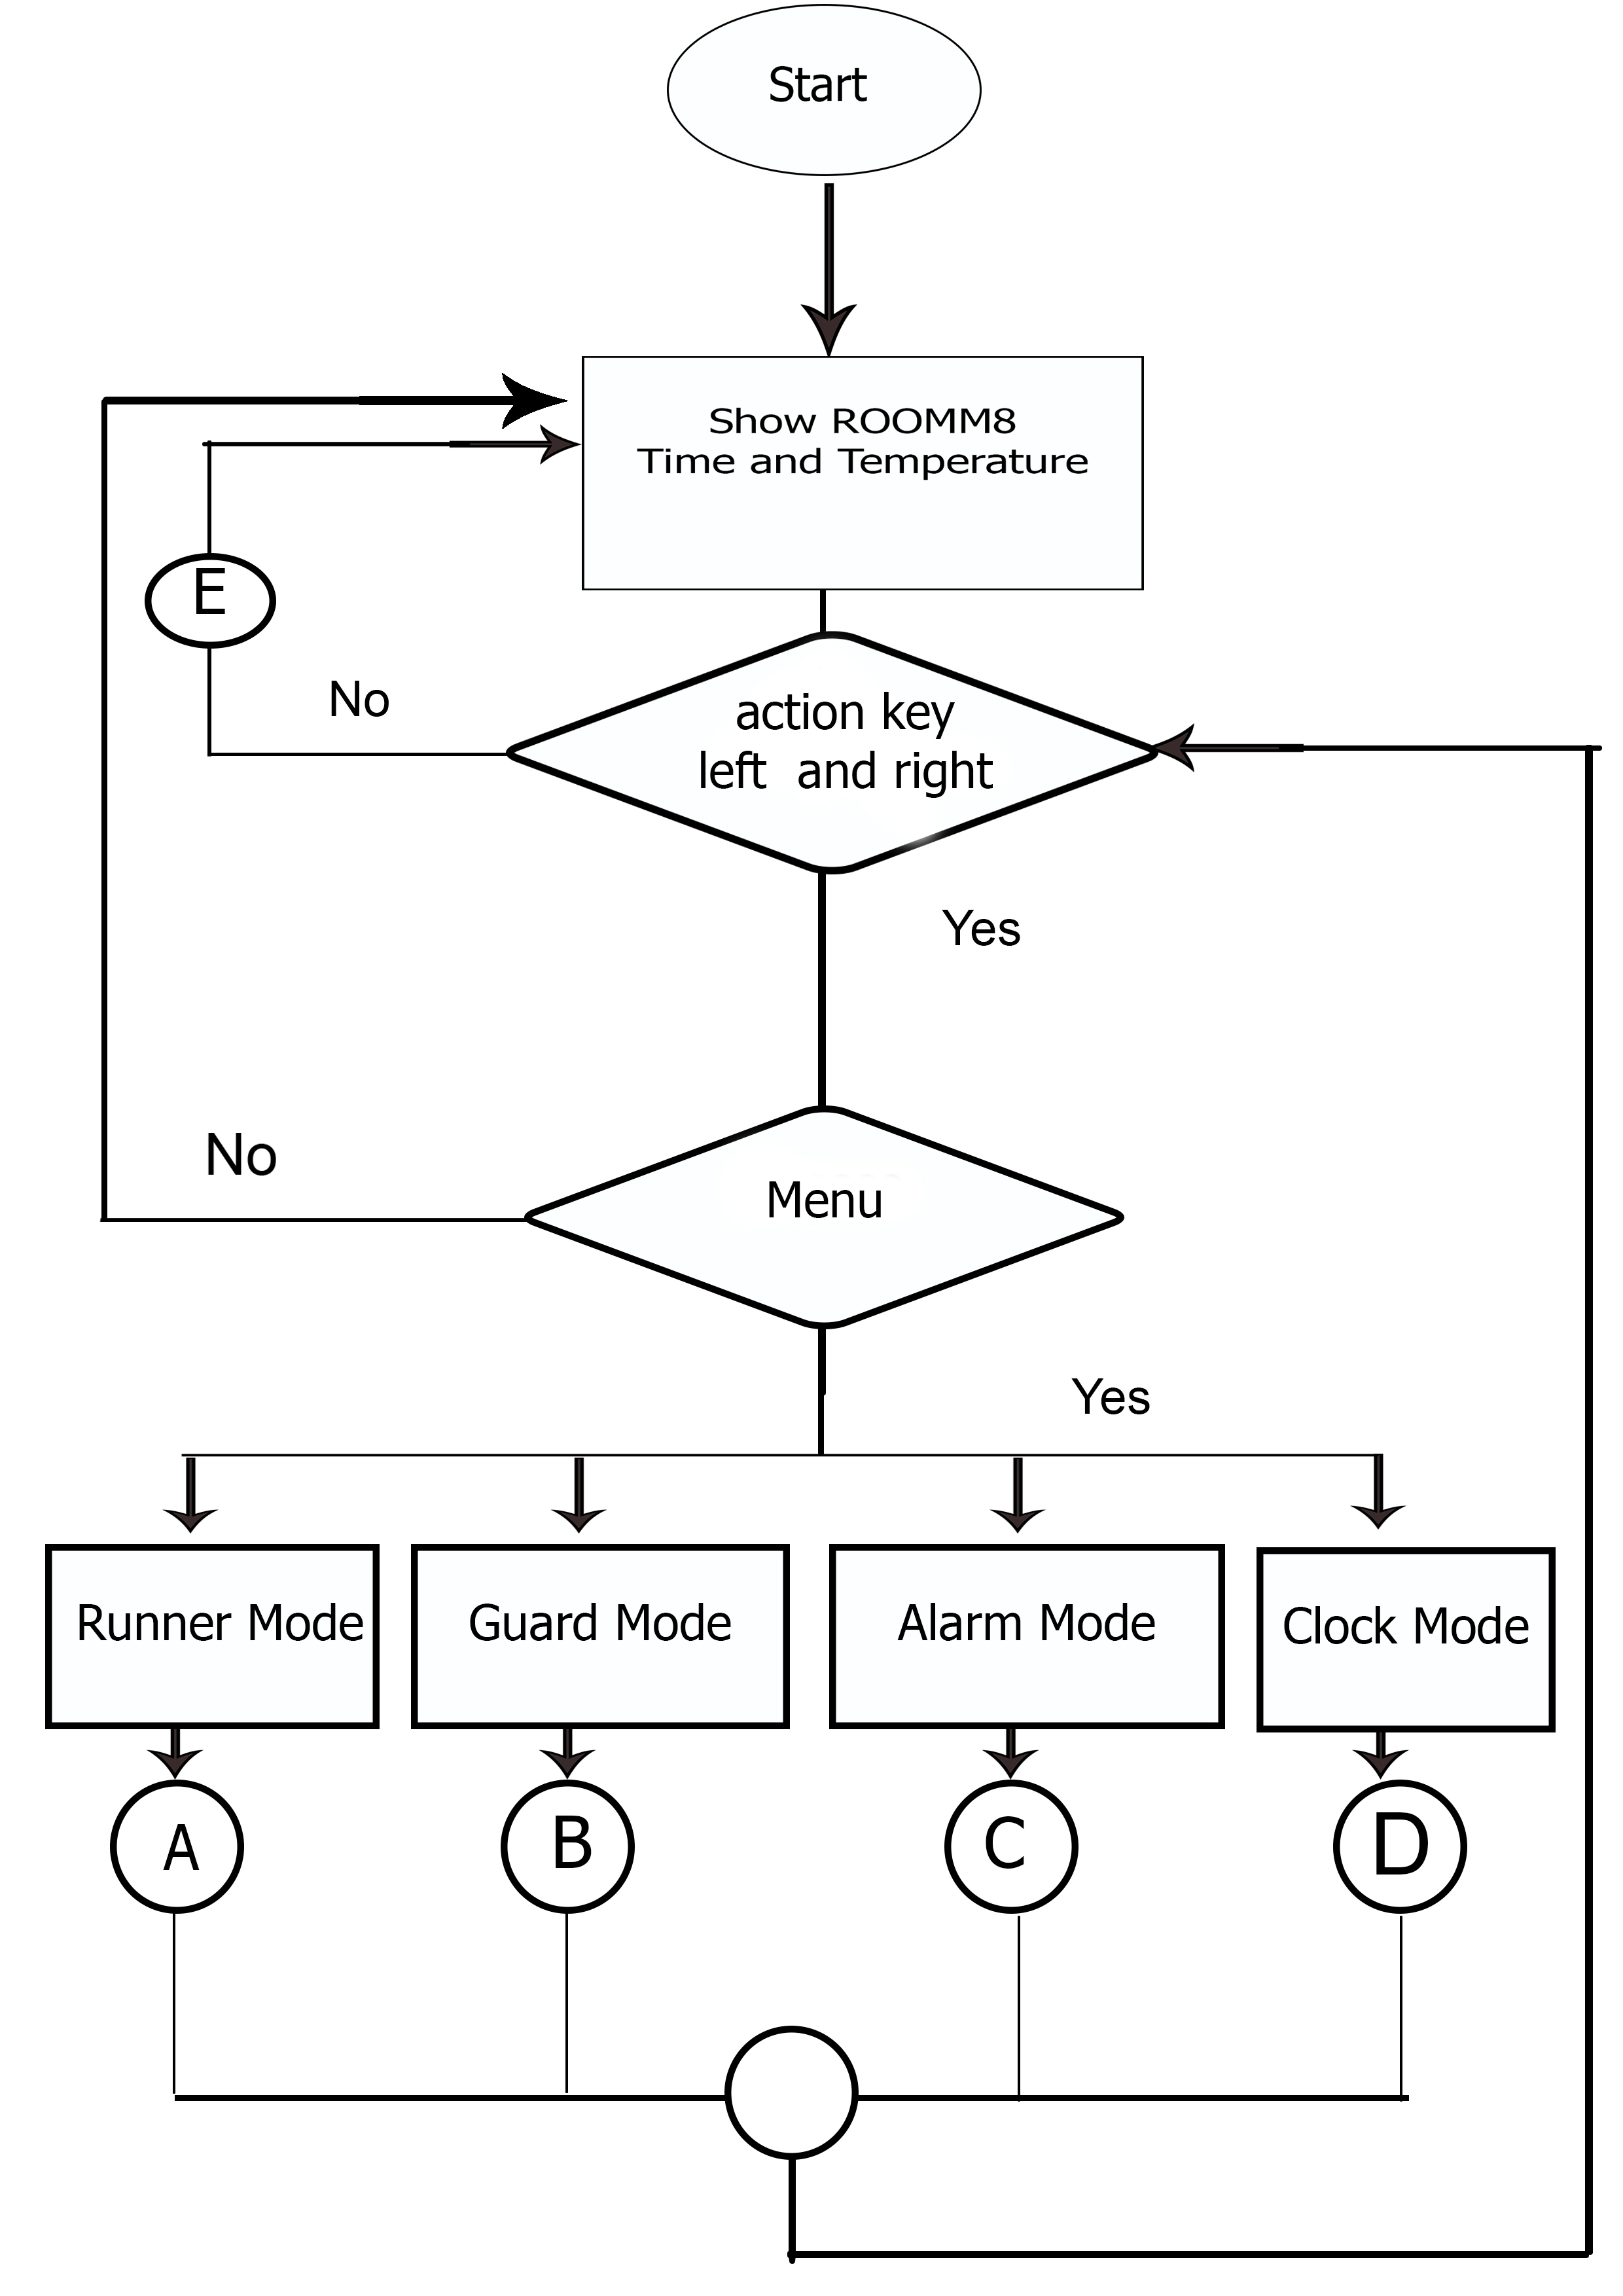 Start
Show ROOMM8
Time and Temperature
E
No
action key
left  and right
Yes
No
Menu
Yes
Runner Mode
Guard Mode
Alarm Mode
Clock Mode
A
B
C
D